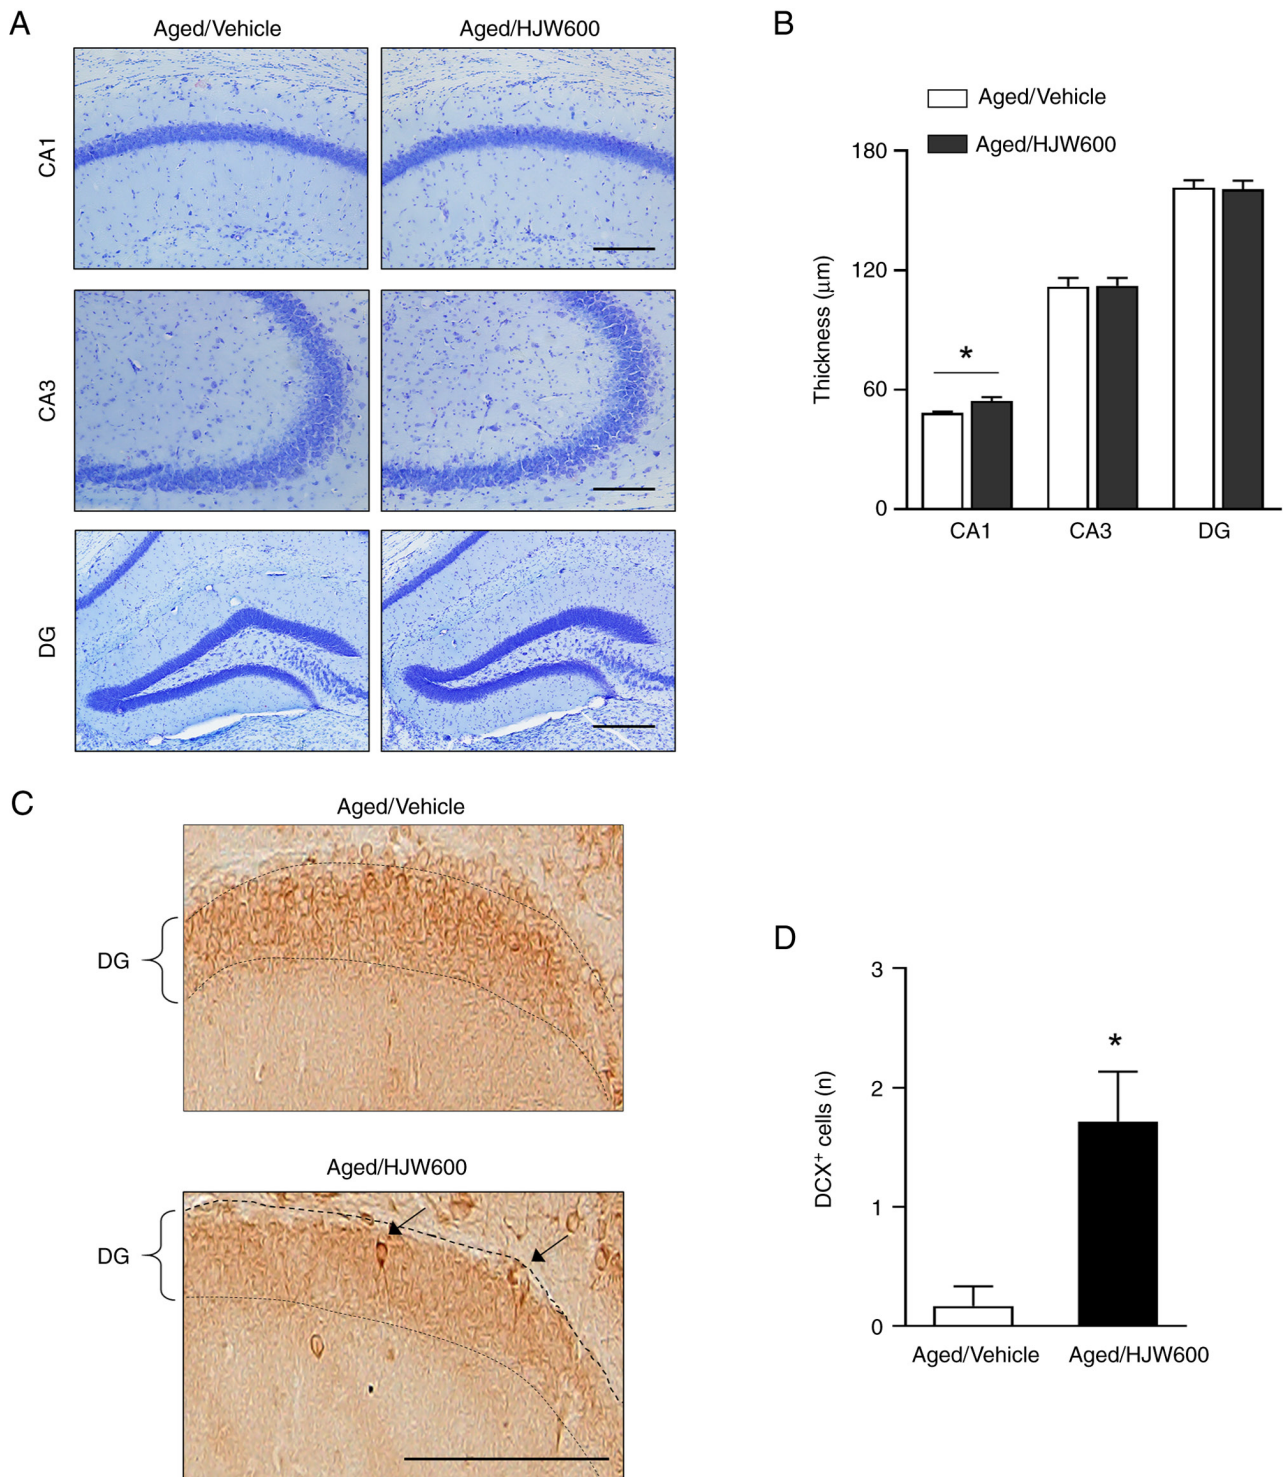 A
Aged/Vehicle
Aged/HJW600
CA1
CA3
DG
B
Aged/Vehicle
Aged/HJW600
Thickness (μm)
180
120
60
0
*
CA1
CA3
DG
C
Aged/Vehicle
DG
Aged/HJW600
DG
D
DCX⁺ cells (n)
3
2
1
0
*
Aged/Vehicle
Aged/HJW600